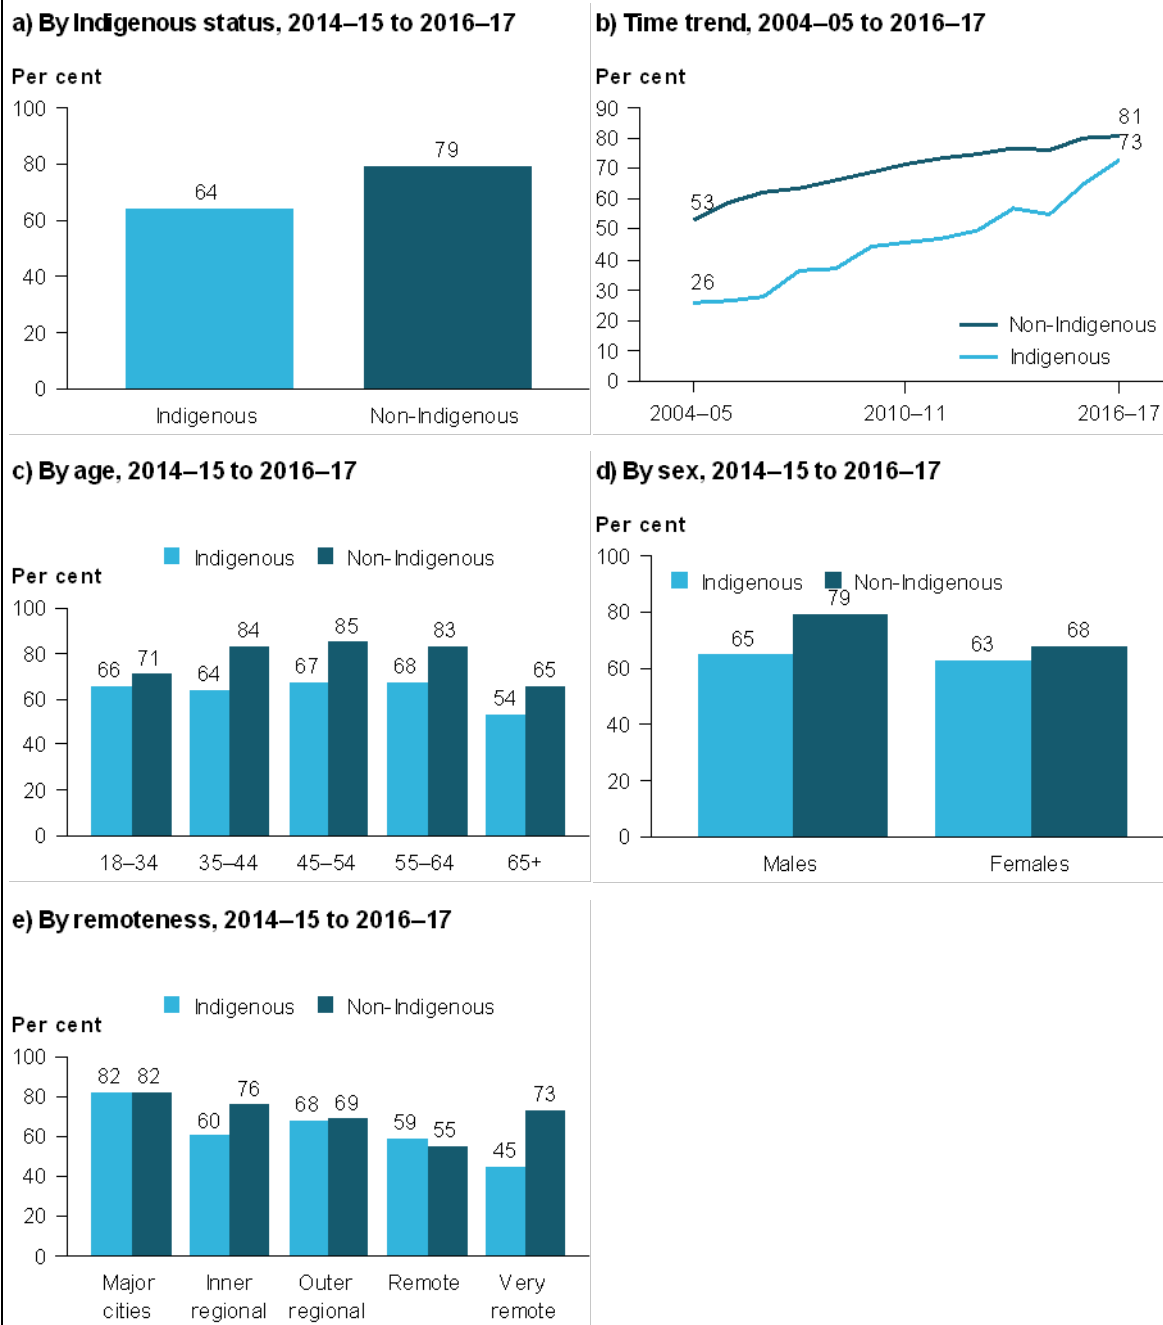 a) By Indigenous status, 2014–15 to 2016–17
Per cent
100
80
60
40
20
0
64
79
Indigenous
Non-Indigenous
b) Time trend, 2004–05 to 2016–17
Per cent
90
80
70
60
50
40
30
20
10
0
53
26
81
73
Non-Indigenous
Indigenous
2004–05
2010–11
2016–17
c) By age, 2014–15 to 2016–17
Indigenous
Non-Indigenous
Per cent
100
80
60
40
20
0
66
71
64
84
67
85
68
83
54
65
18–34
35–44
45–54
55–64
65+
d) By sex, 2014–15 to 2016–17
Per cent
100
80
60
40
20
0
Indigenous
Non-Indigenous
65
79
63
68
Males
Females
e) By remoteness, 2014–15 to 2016–17
Indigenous
Non-Indigenous
Per cent
100
80
60
40
20
0
82
82
60
76
68
69
59
55
45
73
Major
cities
Inner
regional
Outer
regional
Remote
Very
remote